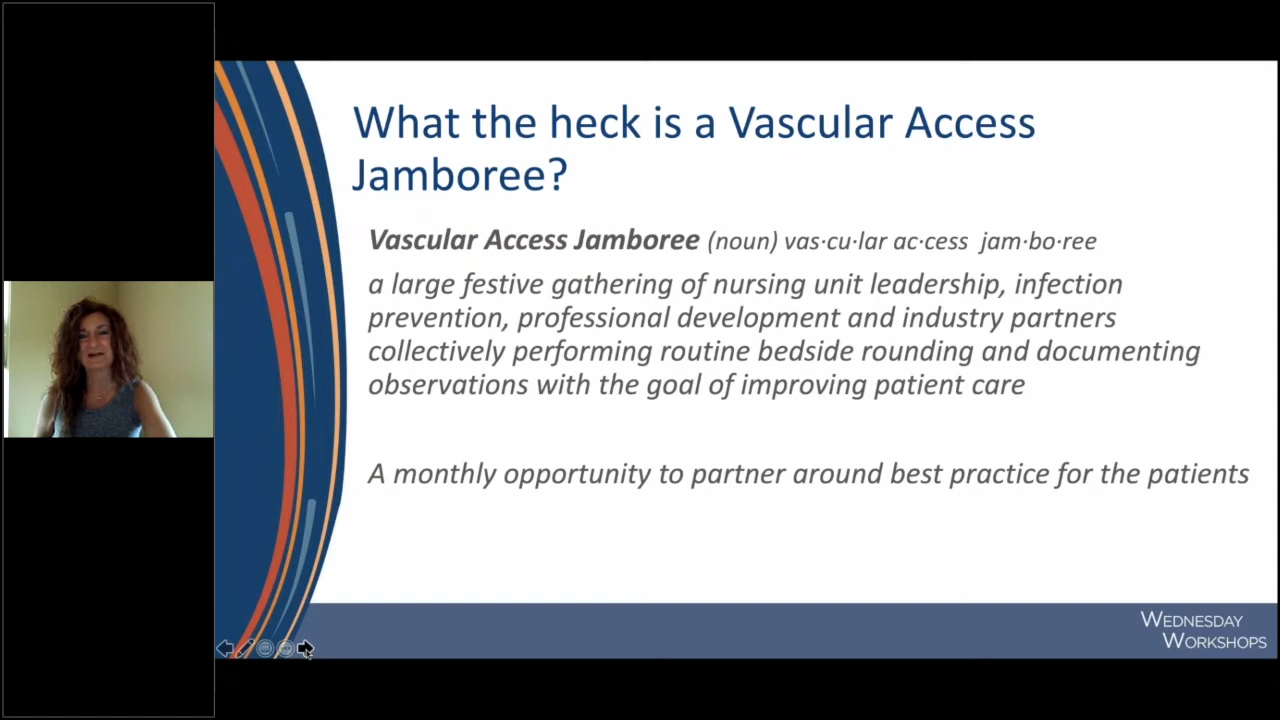 What the heck is a Vascular Access
Jamboree?
Vascular Access Jamboree (noun) vas·cu·lar ac·cess jam·bo·ree
a large festive gathering of nursing unit leadership, infection
prevention, professional development and industry partners
collectively performing routine bedside rounding and documenting
observations with the goal of improving patient care
A monthly opportunity to partner around best practice for the patients
WEDNESDAY
WORKSHOPS